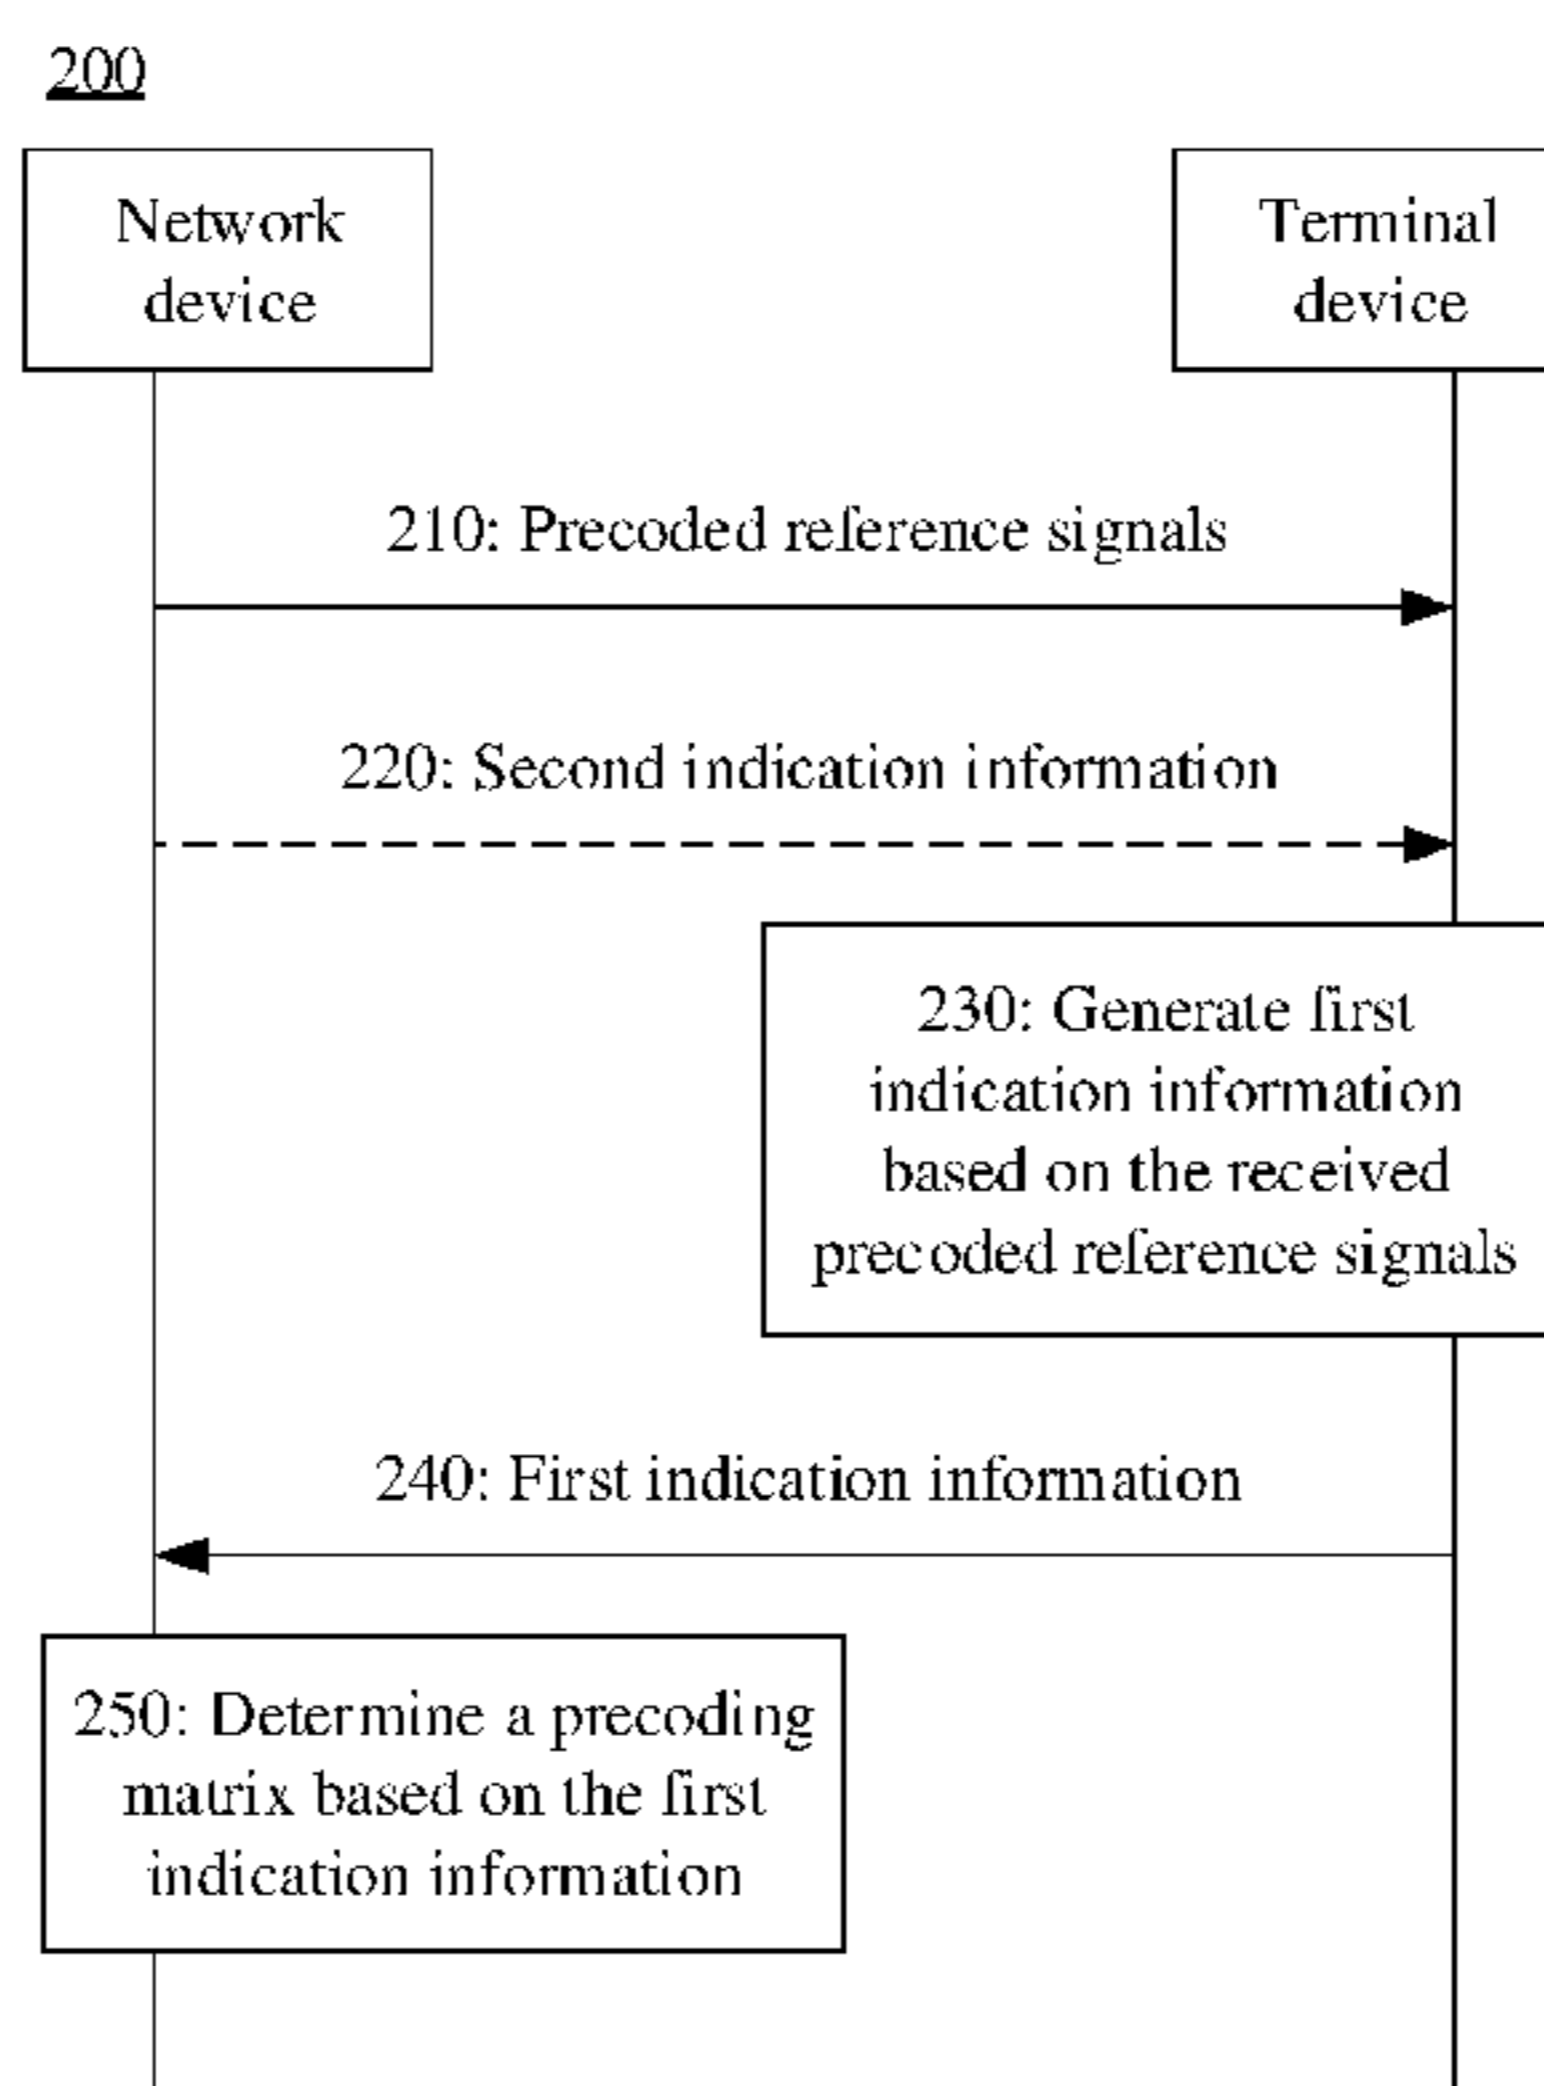 200
Network
device
Terminal
device
210: Precoded reference signals
220: Second indication information
230: Generate first
indication information
based on the received
precoded reference signals
240: First indication information
250: Determine a precoding
matrix based on the first
indication information